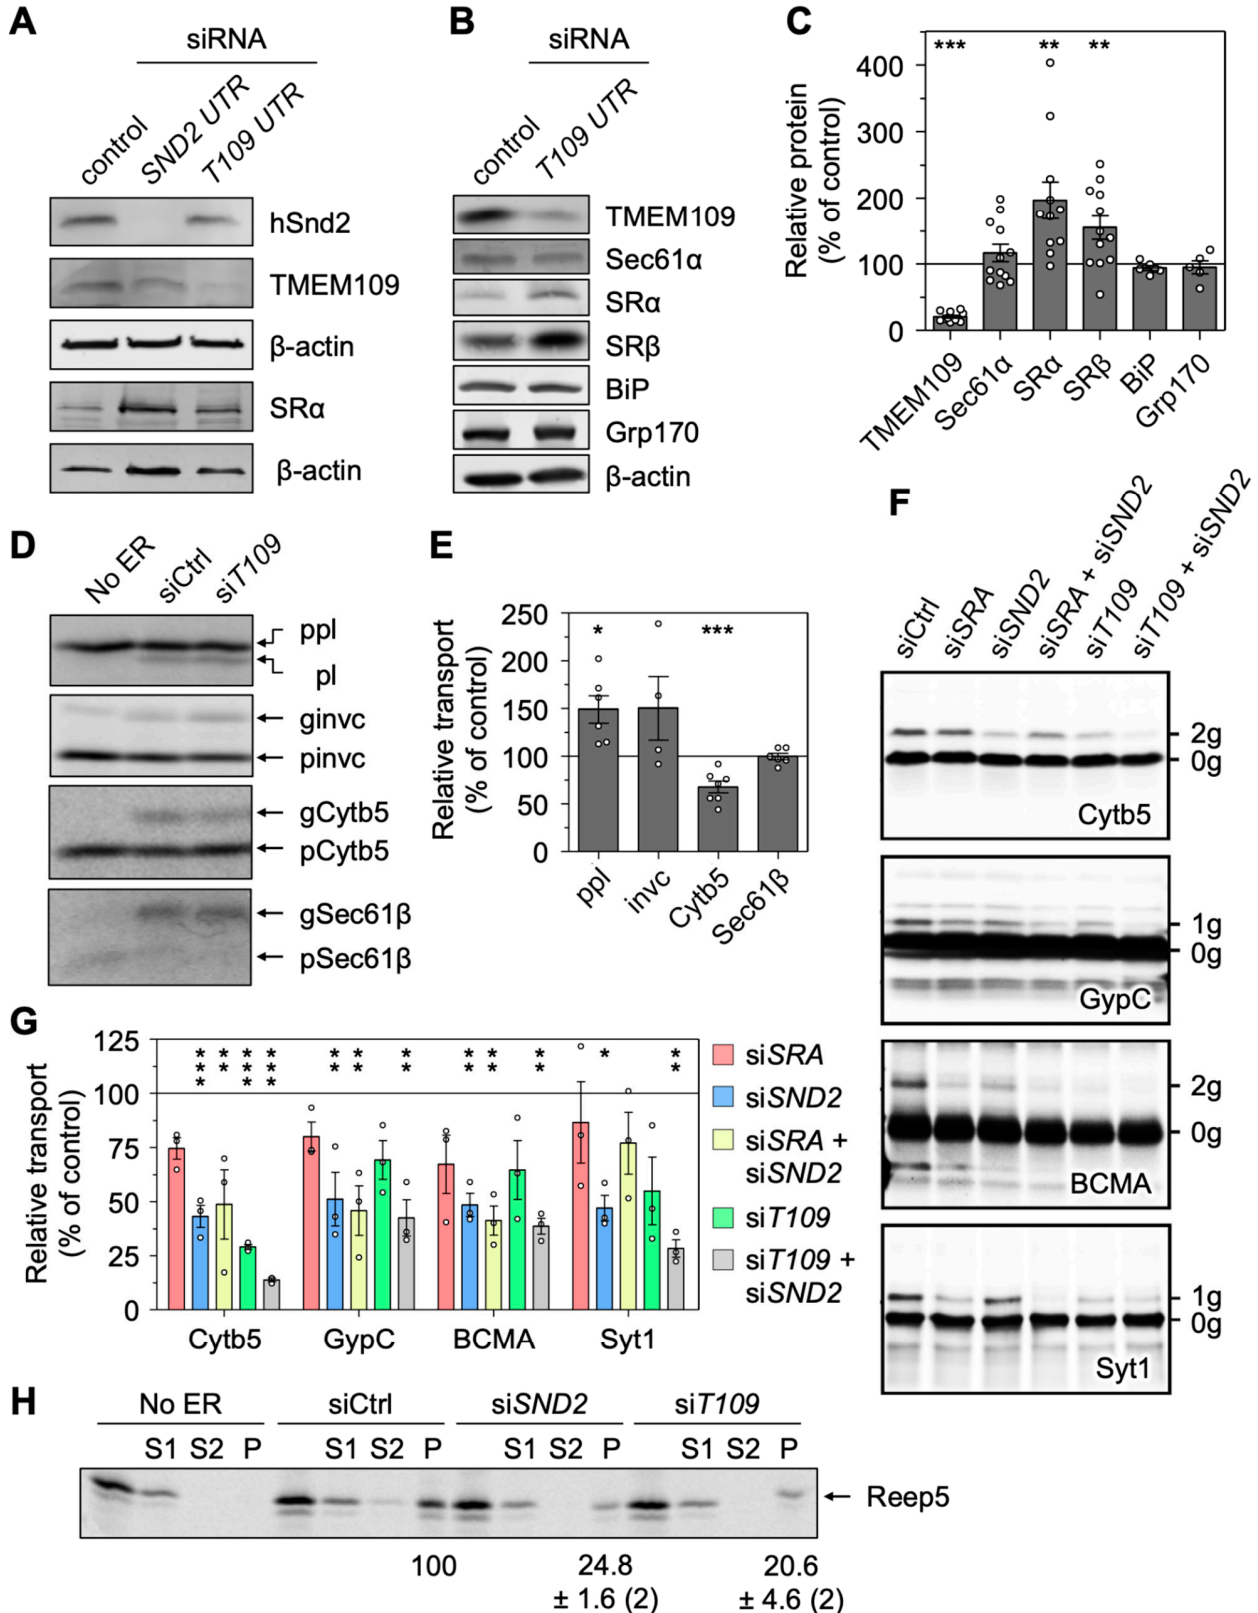 A
siRNA
control
SND2 UTR
T109 UTR
hSnd2
TMEM109
β-actin
SRα
β-actin
B
siRNA
control
T109 UTR
TMEM109
Sec61α
SRα
SRβ
BiP
Grp170
β-actin
C
Relative protein
(% of control)
400
300
200
100
0
*** ** **
TMEM109
Sec61α
SRα
SRβ
BiP
Grp170
D
No ER
siCtrl
siT109
ppl
pl
ginvc
pinvc
gCytb5
pCytb5
gSec61β
pSec61β
E
Relative transport
(% of control)
250
200
150
100
50
0
* ***
ppl
invc
Cytb5
Sec61β
F
siCtrl
siSRA
siSND2
siSRA + siSND2
siT109
siT109 + siSND2
2g
0g
Cytb5
1g
0g
GypC
2g
0g
BCMA
1g
0g
Syt1
G
Relative transport
(% of control)
125
100
75
50
25
0
*** ** *** *** ** ** ** ** ** ** * **
Cytb5 GypC BCMA Syt1
siSRA
siSND2
siSRA +
siSND2
siT109
siT109 +
siSND2
H
No ER siCtrl siSND2 siT109
S1 S2 P S1 S2 P S1 S2 P S1 S2 P
Reep5
100 24.8 20.6
± 1.6 (2) ± 4.6 (2)